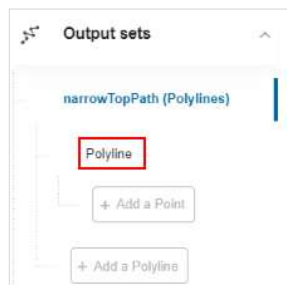 Output sets
narrowTopPath (Polylines)
Polyline
+ Add a Point
+ Add a Polyline